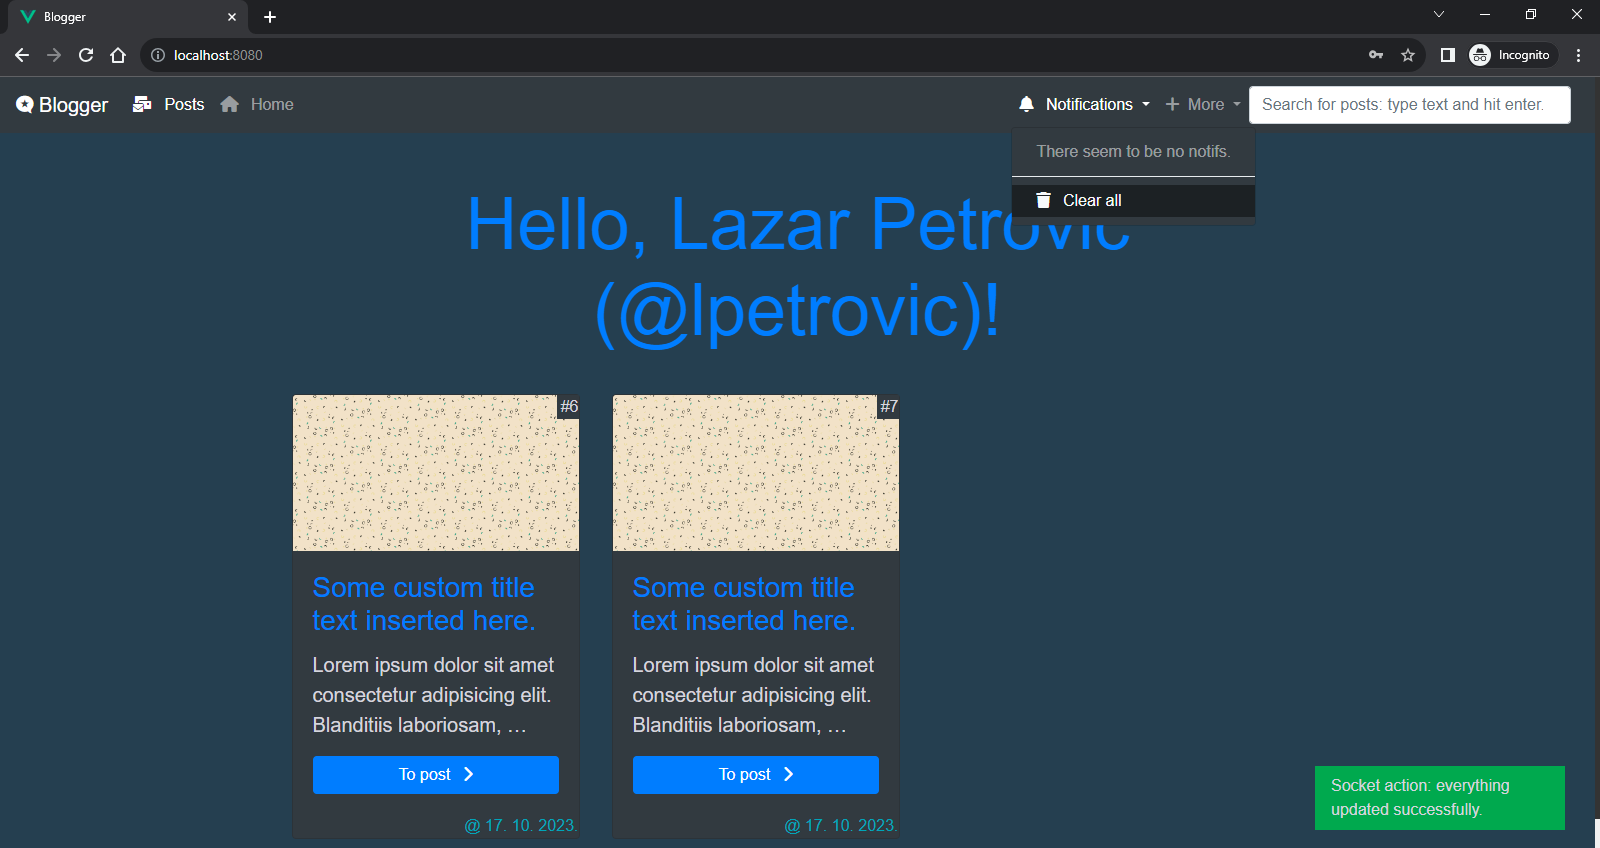 Blogger
localhost:8080
Incognito
Blogger Posts Home Notifications More Search for posts: type text and hit enter.
There seem to be no notifs.
Clear all
Hello, Lazar Petrovic
(@lpetrovic)!
#6
Some custom title
text inserted here.
Lorem ipsum dolor sit amet
consectetur adipisicing elit.
Blanditiis laboriosam, …
To post
@ 17. 10. 2023.
#7
Some custom title
text inserted here.
Lorem ipsum dolor sit amet
consectetur adipisicing elit.
Blanditiis laboriosam, …
To post
@ 17. 10. 2023.
Socket action: everything
updated successfully.